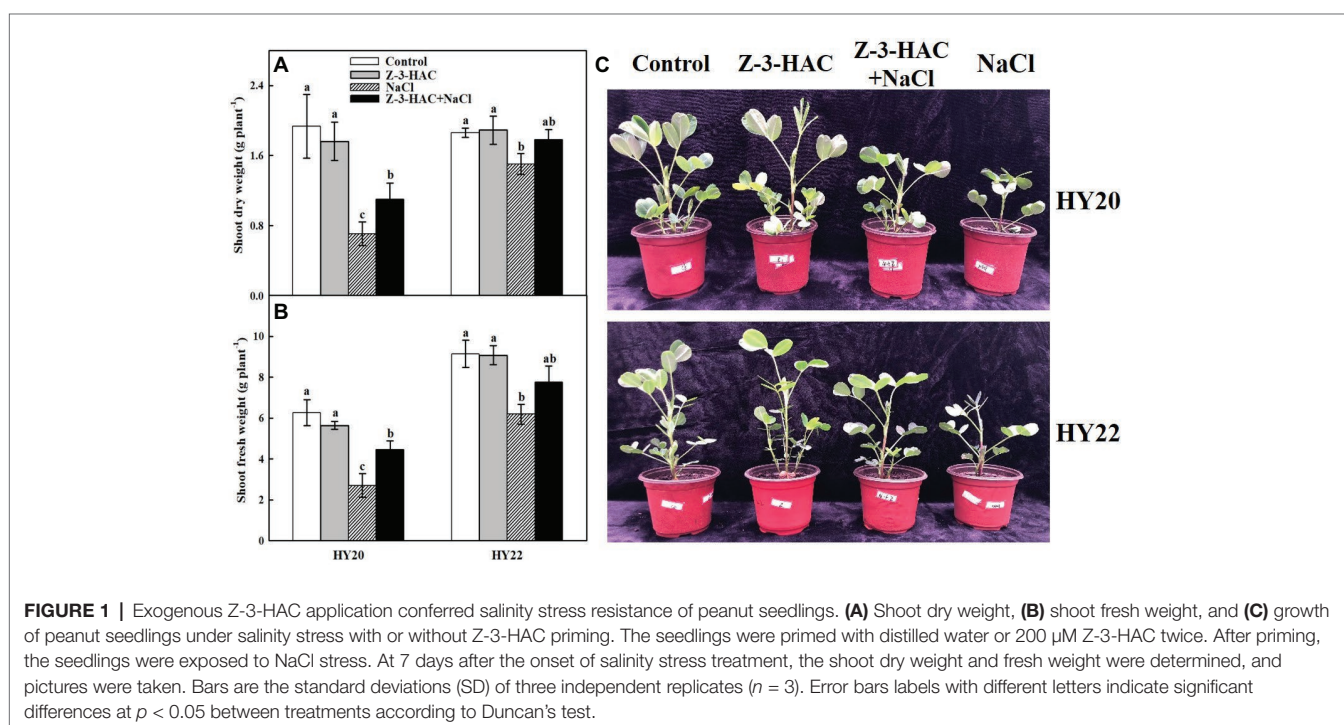 A
Control
Z-3-HAC
NaCl
Z-3-HAC+NaCl
Shoot dry weight (g plant⁻¹)
2.4
1.6
0.8
0.0
a
a
c
b
a
a
b
ab
B
Shoot fresh weight (g plant⁻¹)
10
8
6
4
2
0
a
a
c
b
a
a
b
ab
HY20
HY22
C
Control
Z-3-HAC
Z-3-HAC
+NaCl
NaCl
HY20
HY22
FIGURE 1 | Exogenous Z-3-HAC application conferred salinity stress resistance of peanut seedlings. (A) Shoot dry weight, (B) shoot fresh weight, and (C) growth
of peanut seedlings under salinity stress with or without Z-3-HAC priming. The seedlings were primed with distilled water or 200 μM Z-3-HAC twice. After priming,
the seedlings were exposed to NaCl stress. At 7 days after the onset of salinity stress treatment, the shoot dry weight and fresh weight were determined, and
pictures were taken. Bars are the standard deviations (SD) of three independent replicates (n = 3). Error bars labels with different letters indicate significant
differences at p < 0.05 between treatments according to Duncan’s test.